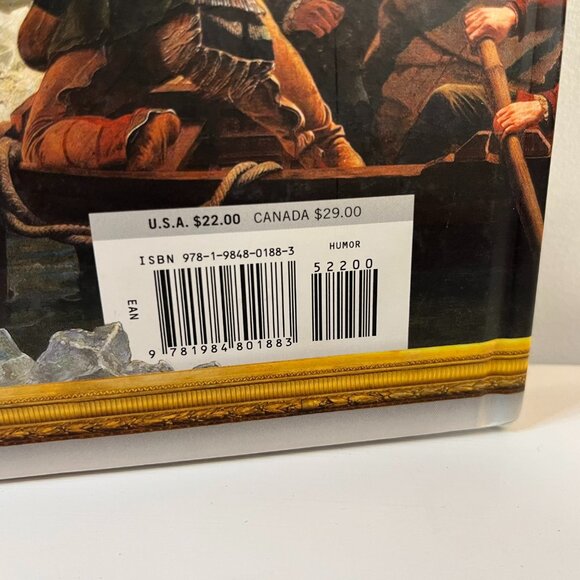 U.S.A. $22.00 CANADA $29.00
ISBN 978-1-9848-0188-3 HUMOR
52200
EAN
9 781984 801883